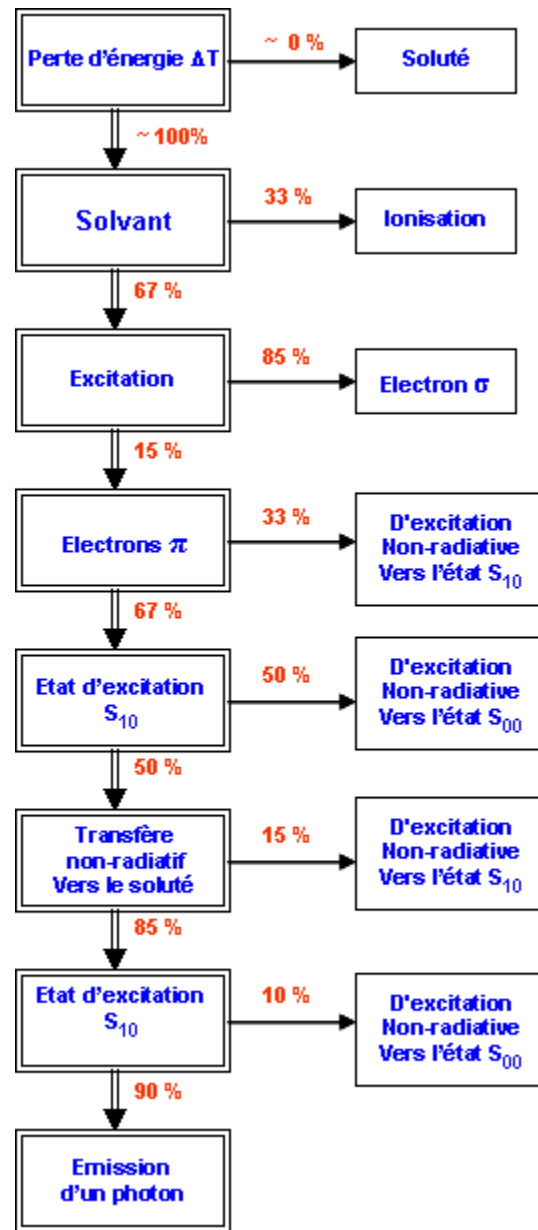 Perte d'énergie ΔT
~ 0 %
Soluté
~ 100%
Solvant
33 %
Ionisation
67 %
Excitation
85 %
Electron σ
15 %
Electrons π
33 %
D'excitation
Non-radiative
Vers l'état S₁₀
67 %
Etat d'excitation
S₁₀
50 %
D'excitation
Non-radiative
Vers l'état S₀₀
50 %
Transfère
non-radiatif
Vers le soluté
15 %
D'excitation
Non-radiative
Vers l'état S₁₀
85 %
Etat d'excitation
S₁₀
10 %
D'excitation
Non-radiative
Vers l'état S₀₀
90 %
Emission
d'un photon